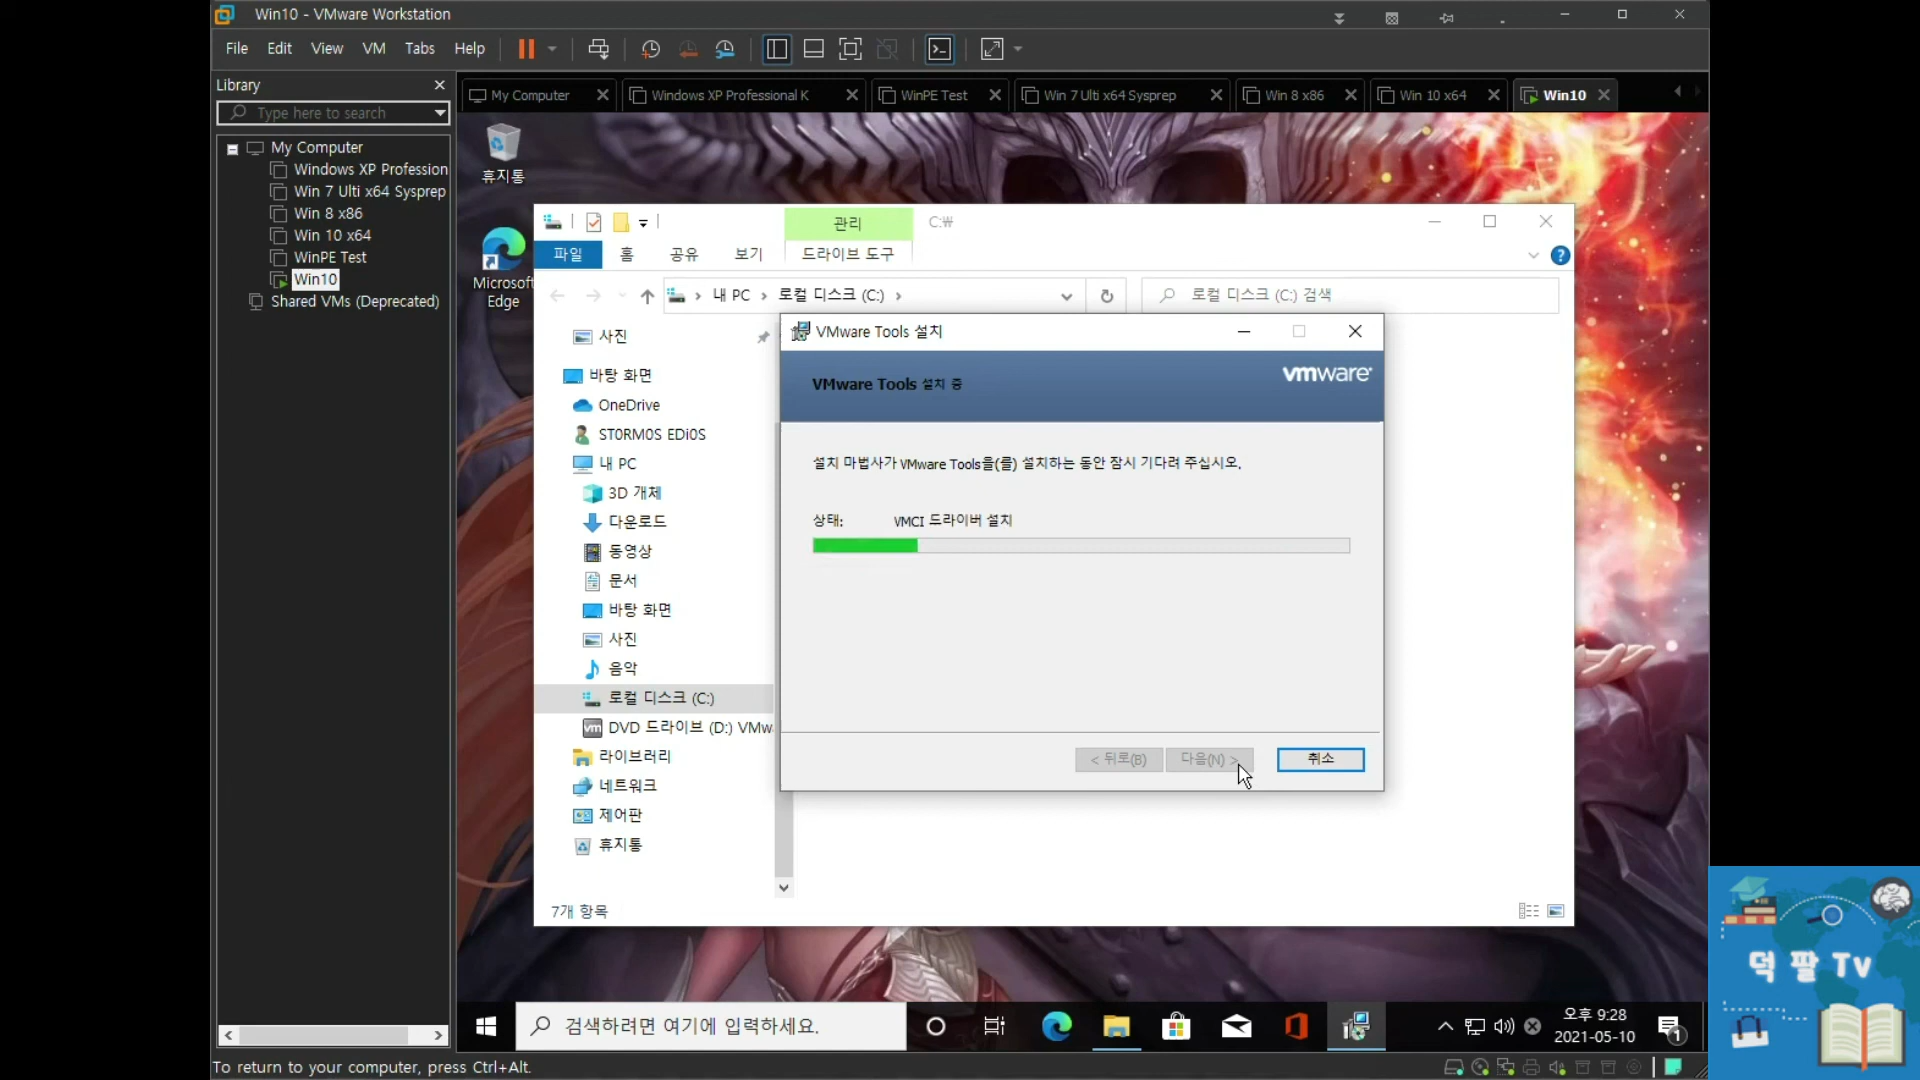 Win10 - VMware Workstation
File Edit View VM Tabs Help
Library
Type here to search
My Computer
Windows XP Profession
Win 7 Ulti x64 Sysprep
Win 8 x86
Win 10 x64
WinPE Test
Win10
Shared VMs (Deprecated)
My Computer
Windows XP Professional K
WinPE Test
Win 7 Ulti x64 Sysprep
Win 8 x86
Win 10 x64
Win10
휴지통
Microsoft
Edge
관리
C:₩
파일 홈 공유 보기 드라이브 도구
내 PC › 로컬 디스크 (C:) ›
로컬 디스크 (C:) 검색
사진
바탕 화면
OneDrive
STORMOS EDiOS
내 PC
3D 개체
다운로드
동영상
문서
바탕 화면
사진
음악
로컬 디스크 (C:)
DVD 드라이브 (D:) VMw
라이브러리
네트워크
제어판
휴지통
7개 항목
VMware Tools 설치
VMware Tools 설치 중
vmware
설치 마법사가 VMware Tools을(를) 설치하는 동안 잠시 기다려 주십시오.
상태: VMCI 드라이버 설치
< 뒤로(B) 다음(N) > 취소
검색하려면 여기에 입력하세요.
오후 9:28
2021-05-10
1
덕 팔 Tv
To return to your computer, press Ctrl+Alt.